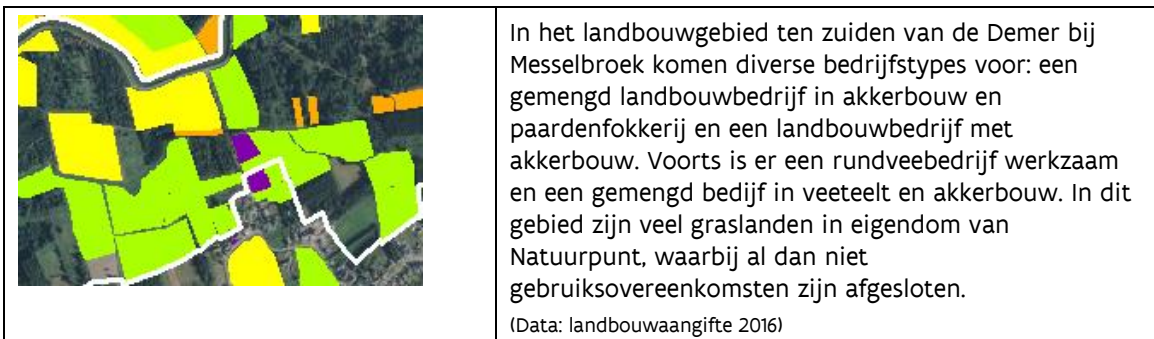 In het landbouwgebied ten zuiden van de Demer bij
Messelbroek komen diverse bedrijfstypes voor: een
gemengd landbouwbedrijf in akkerbouw en
paardenfokkerij en een landbouwbedrijf met
akkerbouw. Voorts is er een rundveebedrijf werkzaam
en een gemengd bedijf in veeteelt en akkerbouw. In dit
gebied zijn veel graslanden in eigendom van
Natuurpunt, waarbij al dan niet
gebruiksovereenkomsten zijn afgesloten.
(Data: landbouwaangifte 2016)